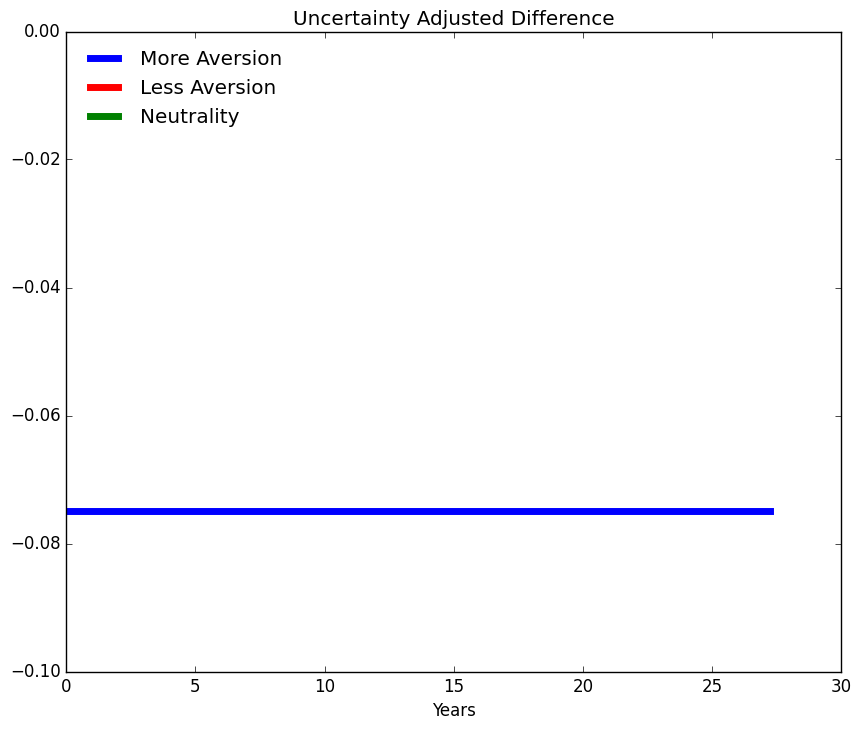 Uncertainty Adjusted Difference
0.00
More Aversion
Less Aversion
Neutrality
−0.02
−0.04
−0.06
−0.08
−0.10
0 5 10 15 20 25 30
Years